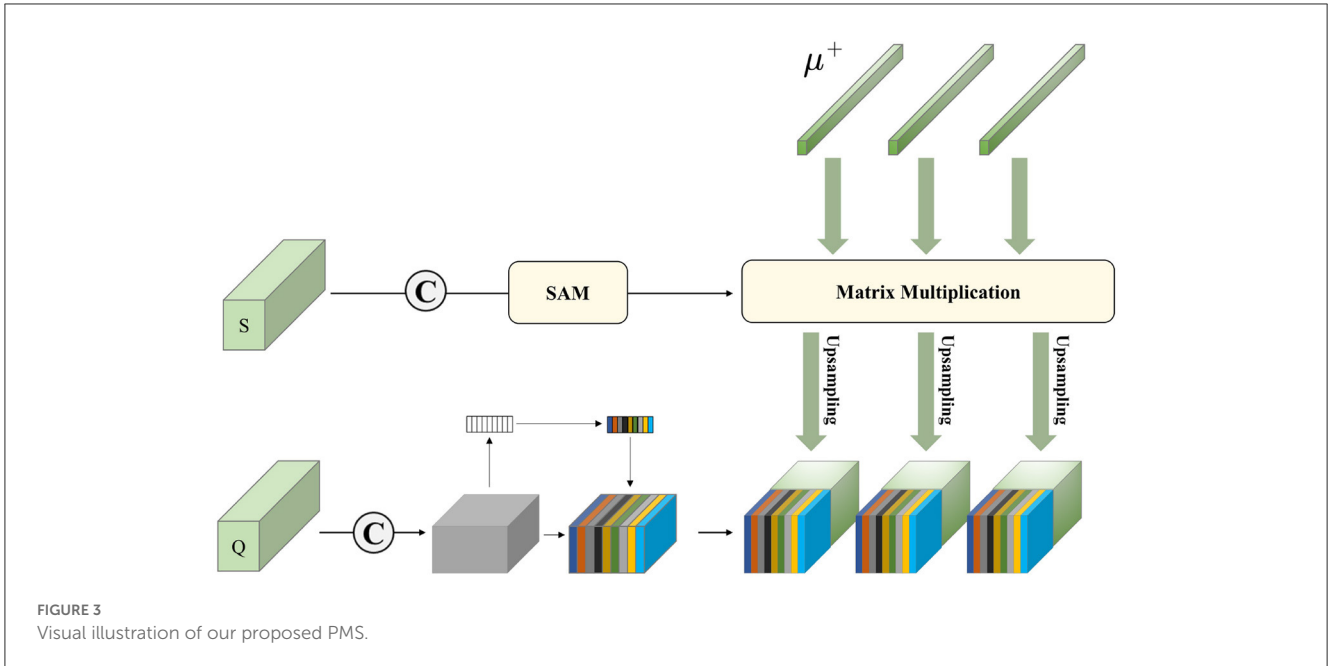 μ+
S
C
SAM
Matrix Multiplication
Upsampling
Upsampling
Upsampling
Q
C
FIGURE 3
Visual illustration of our proposed PMS.